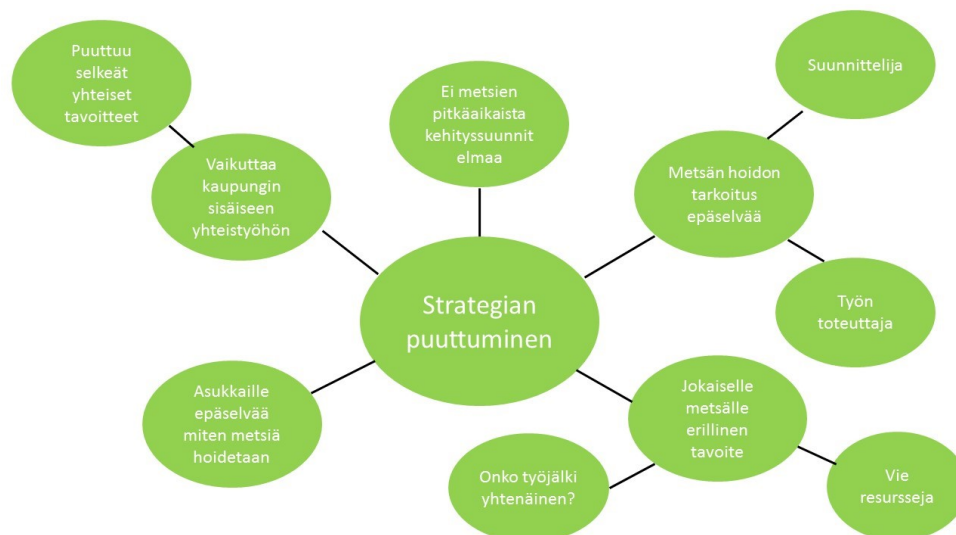 Puuttuu
selkeät
yhteiset
tavoitteet
Vaikuttaa
kaupungin
sisäiseen
yhteistyöhön
Ei metsien
pitkäaikaista
kehityssuunnit
elmaa
Suunnittelija
Metsän hoidon
tarkoitus
epäselvää
Työn
toteuttaja
Strategian
puuttuminen
Asukkaille
epäselvää
miten metsiä
hoidetaan
Jokaiselle
metsälle
erillinen
tavoite
Onko työjälki
yhtenäinen?
Vie
resursseja